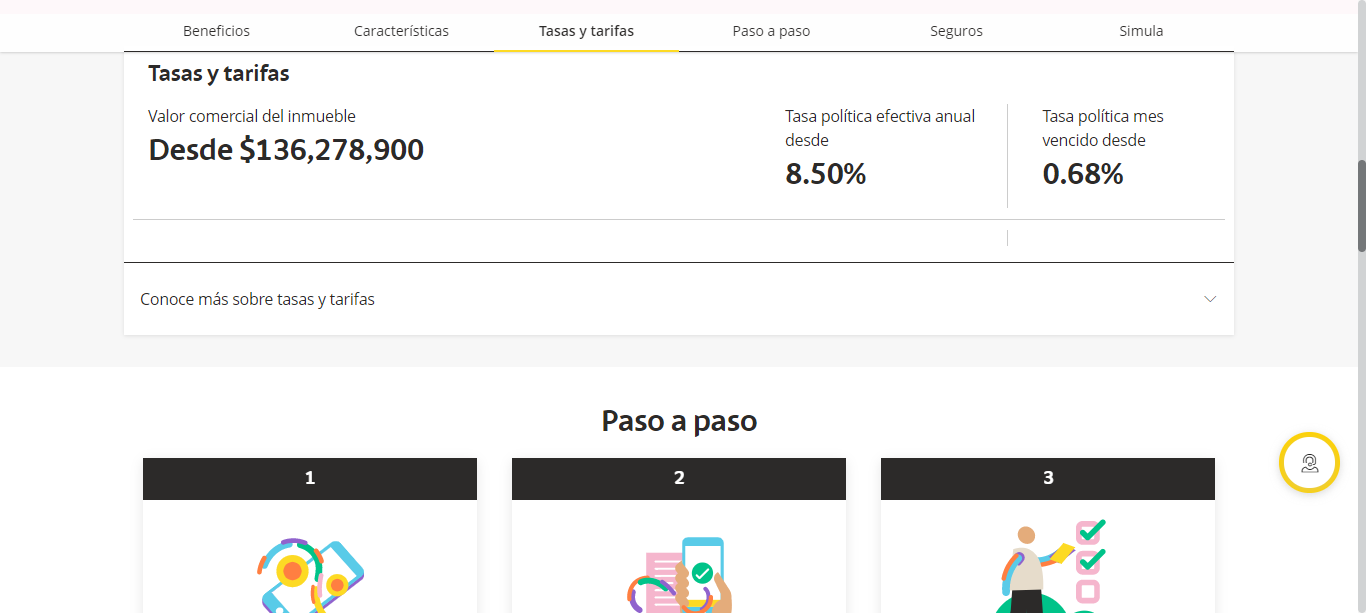 Beneficios
Características
Tasas y tarifas
Paso a paso
Seguros
Simula
Tasas y tarifas
Valor comercial del inmueble
Desde $136,278,900
Tasa política efectiva anual
desde
8.50%
Tasa política mes
vencido desde
0.68%
Conoce más sobre tasas y tarifas
Paso a paso
1
2
3